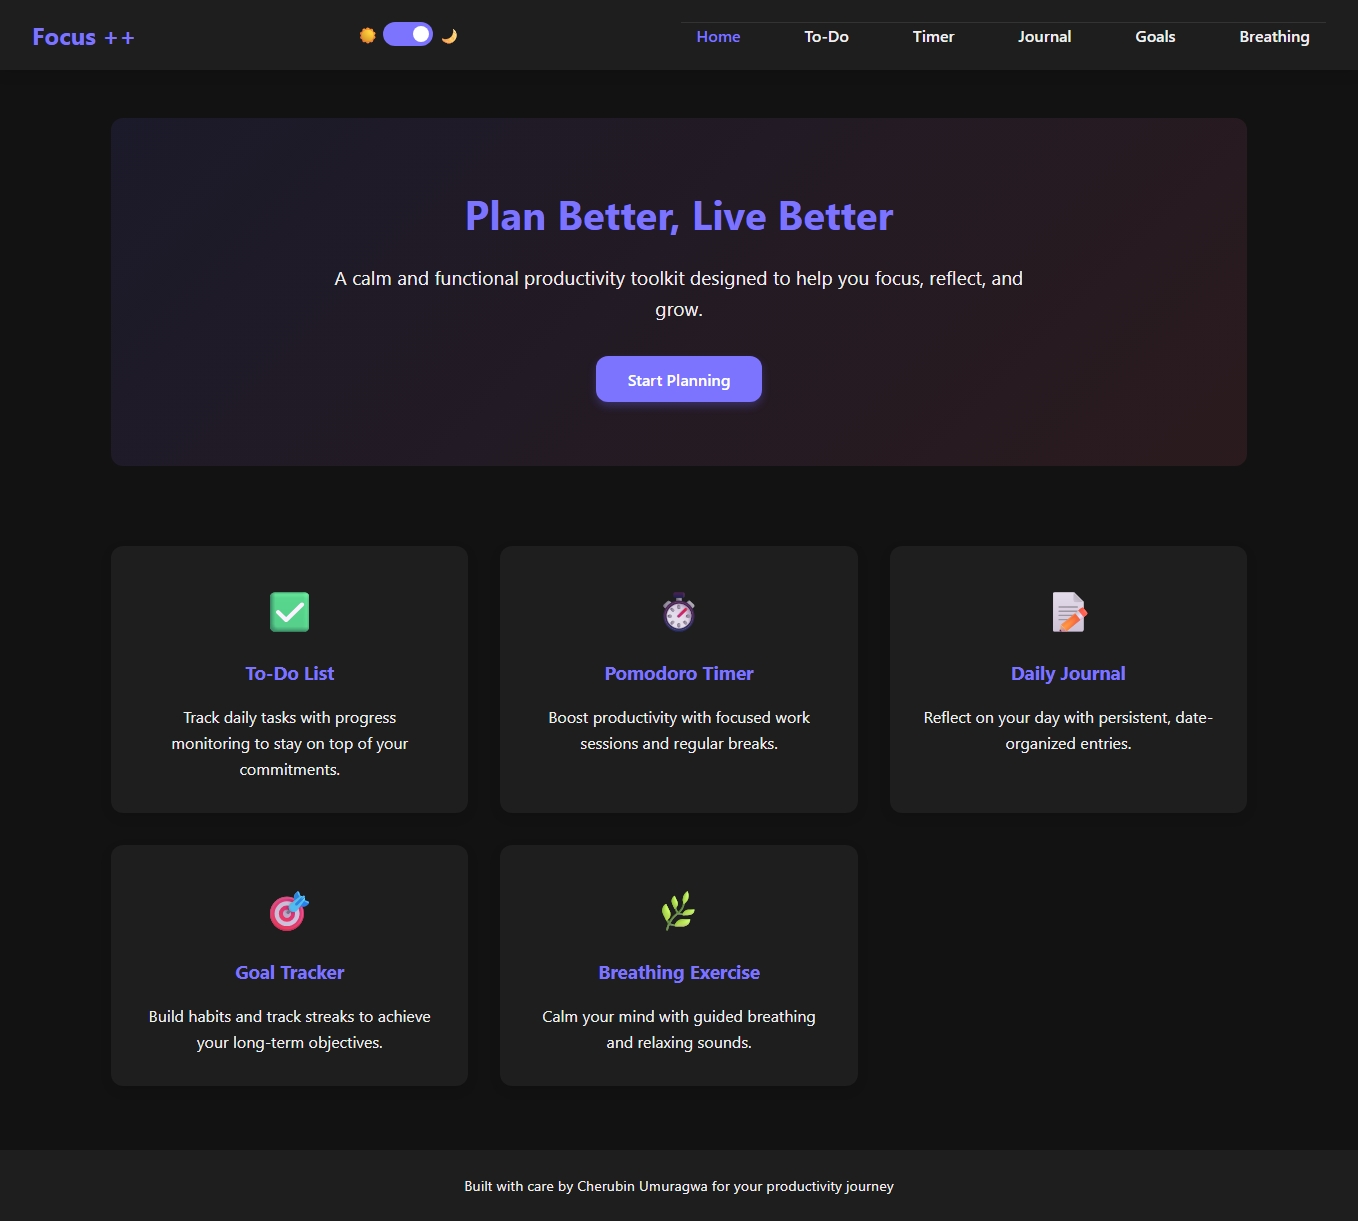 Focus ++
Home
To-Do
Timer
Journal
Goals
Breathing
Plan Better, Live Better
A calm and functional productivity toolkit designed to help you focus, reflect, and
grow.
Start Planning
To-Do List
Track daily tasks with progress
monitoring to stay on top of your
commitments.
Pomodoro Timer
Boost productivity with focused work
sessions and regular breaks.
Daily Journal
Reflect on your day with persistent, date-
organized entries.
Goal Tracker
Build habits and track streaks to achieve
your long-term objectives.
Breathing Exercise
Calm your mind with guided breathing
and relaxing sounds.
Built with care by Cherubin Umuragwa for your productivity journey